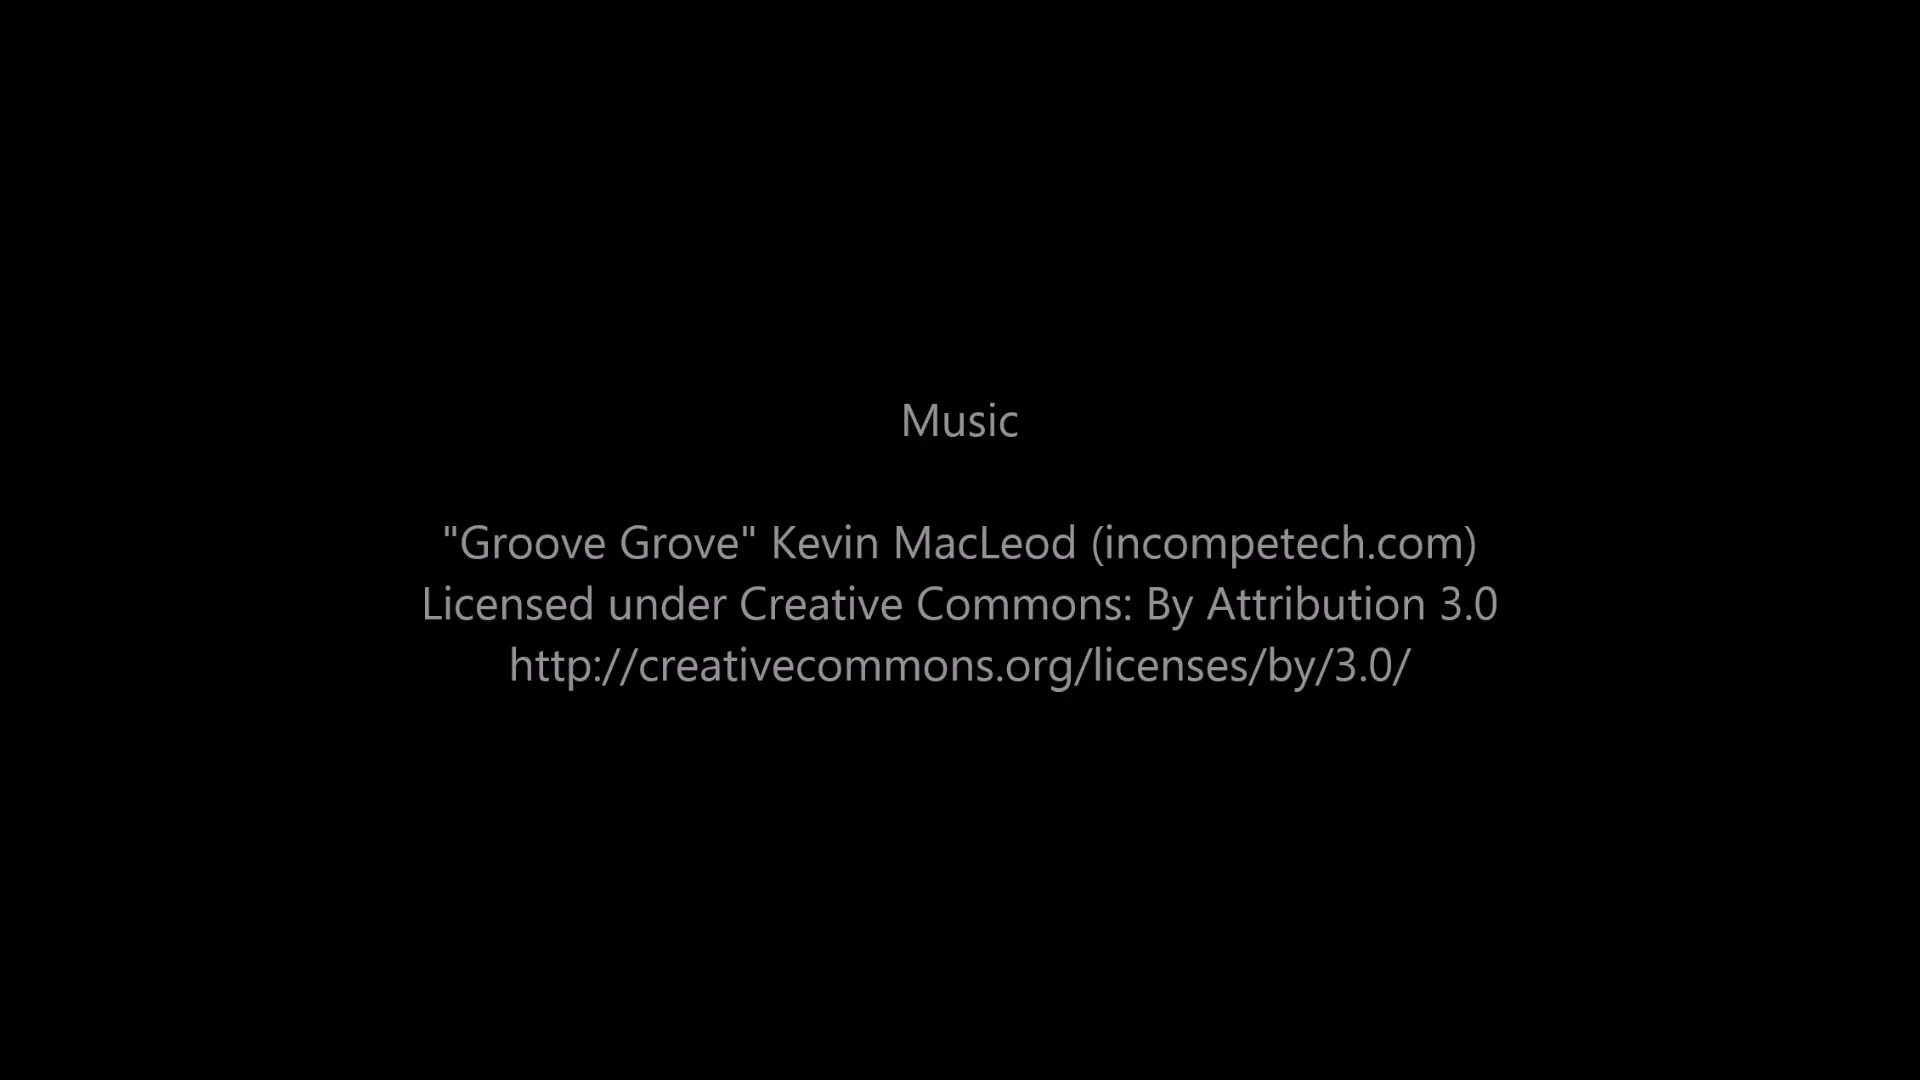 Music
"Groove Grove" Kevin MacLeod (incompetech.com)
Licensed under Creative Commons: By Attribution 3.0
http://creativecommons.org/licenses/by/3.0/